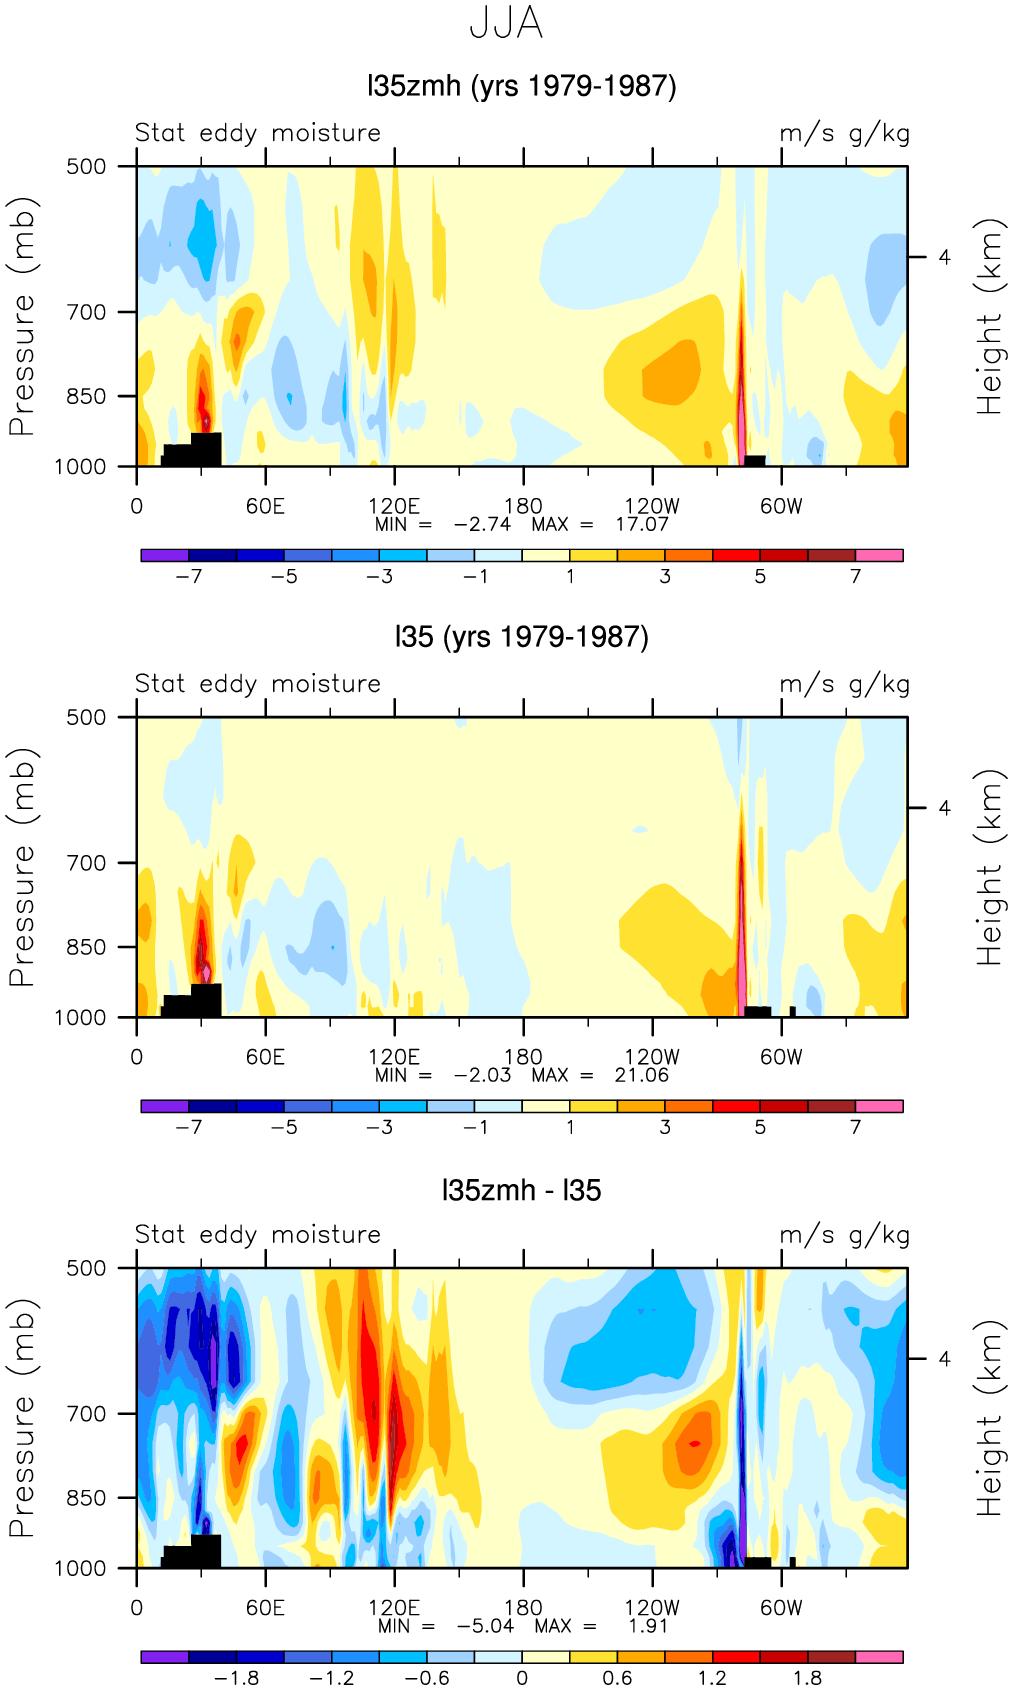 JJA
l35zmh (yrs 1979-1987)
Stat eddy moisture m/s g/kg
Pressure (mb)
500
700
850
1000
4
Height (km)
0 60E 120E 180 120W 60W
MIN = -2.74 MAX = 17.07
-7 -5 -3 -1 1 3 5 7
l35 (yrs 1979-1987)
Stat eddy moisture m/s g/kg
Pressure (mb)
500
700
850
1000
4
Height (km)
0 60E 120E 180 120W 60W
MIN = -2.03 MAX = 21.06
-7 -5 -3 -1 1 3 5 7
l35zmh - l35
Stat eddy moisture m/s g/kg
Pressure (mb)
500
700
850
1000
4
Height (km)
0 60E 120E 180 120W 60W
MIN = -5.04 MAX = 1.91
-1.8 -1.2 -0.6 0 0.6 1.2 1.8